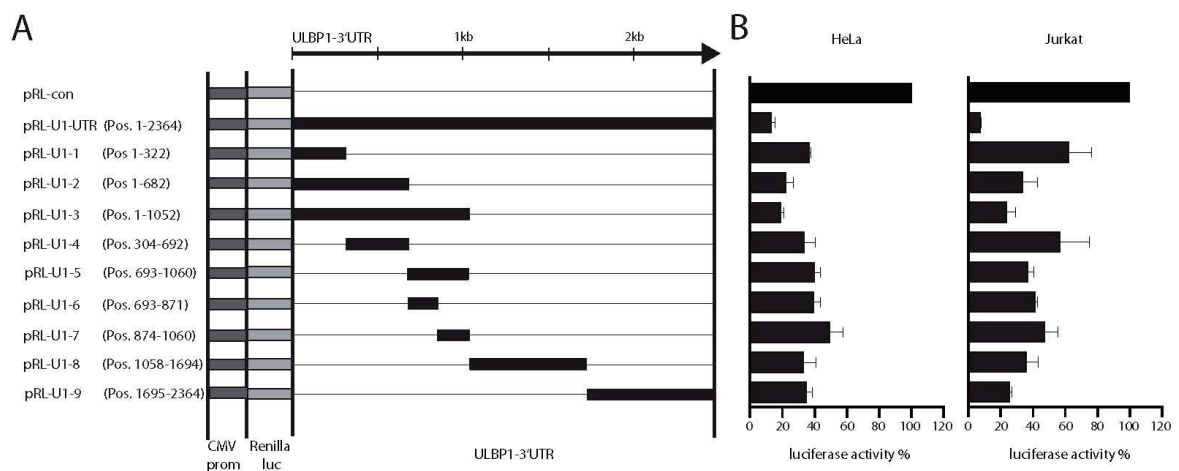 A
ULBP1-3'UTR 1kb 2kb
pRL-con
pRL-U1-UTR (Pos. 1-2364)
pRL-U1-1 (Pos 1-322)
pRL-U1-2 (Pos 1-682)
pRL-U1-3 (Pos. 1-1052)
pRL-U1-4 (Pos. 304-692)
pRL-U1-5 (Pos. 693-1060)
pRL-U1-6 (Pos. 693-871)
pRL-U1-7 (Pos. 874-1060)
pRL-U1-8 (Pos. 1058-1694)
pRL-U1-9 (Pos. 1695-2364)
CMV prom
Renilla luc
ULBP1-3'UTR
B
HeLa
0 20 40 60 80 100 120
luciferase activity %
Jurkat
0 20 40 60 80 100 120
luciferase activity %